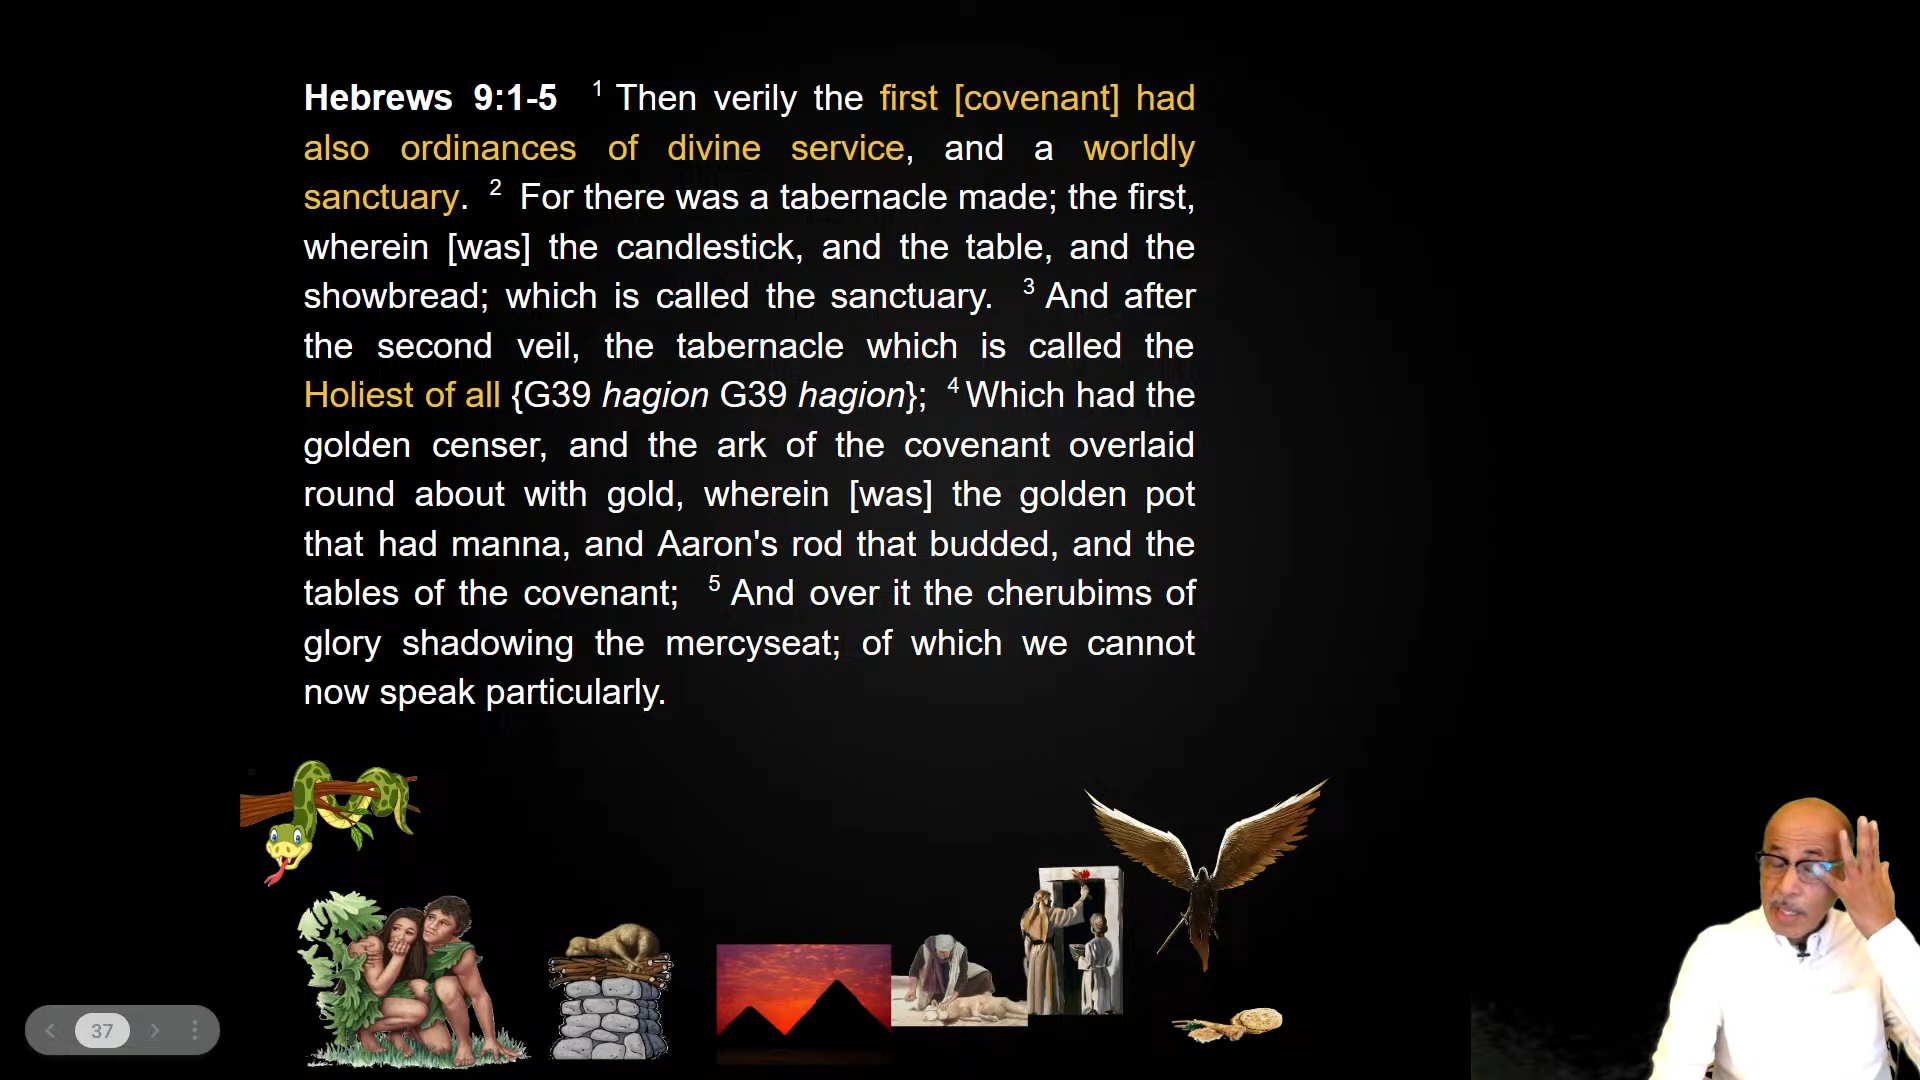 Hebrews 9:1-5 1 Then verily the first [covenant] had
also ordinances of divine service, and a worldly
sanctuary. 2 For there was a tabernacle made; the first,
wherein [was] the candlestick, and the table, and the
showbread; which is called the sanctuary. 3 And after
the second veil, the tabernacle which is called the
Holiest of all {G39 hagion G39 hagion}; 4 Which had the
golden censer, and the ark of the covenant overlaid
round about with gold, wherein [was] the golden pot
that had manna, and Aaron's rod that budded, and the
tables of the covenant; 5 And over it the cherubims of
glory shadowing the mercyseat; of which we cannot
now speak particularly.
37